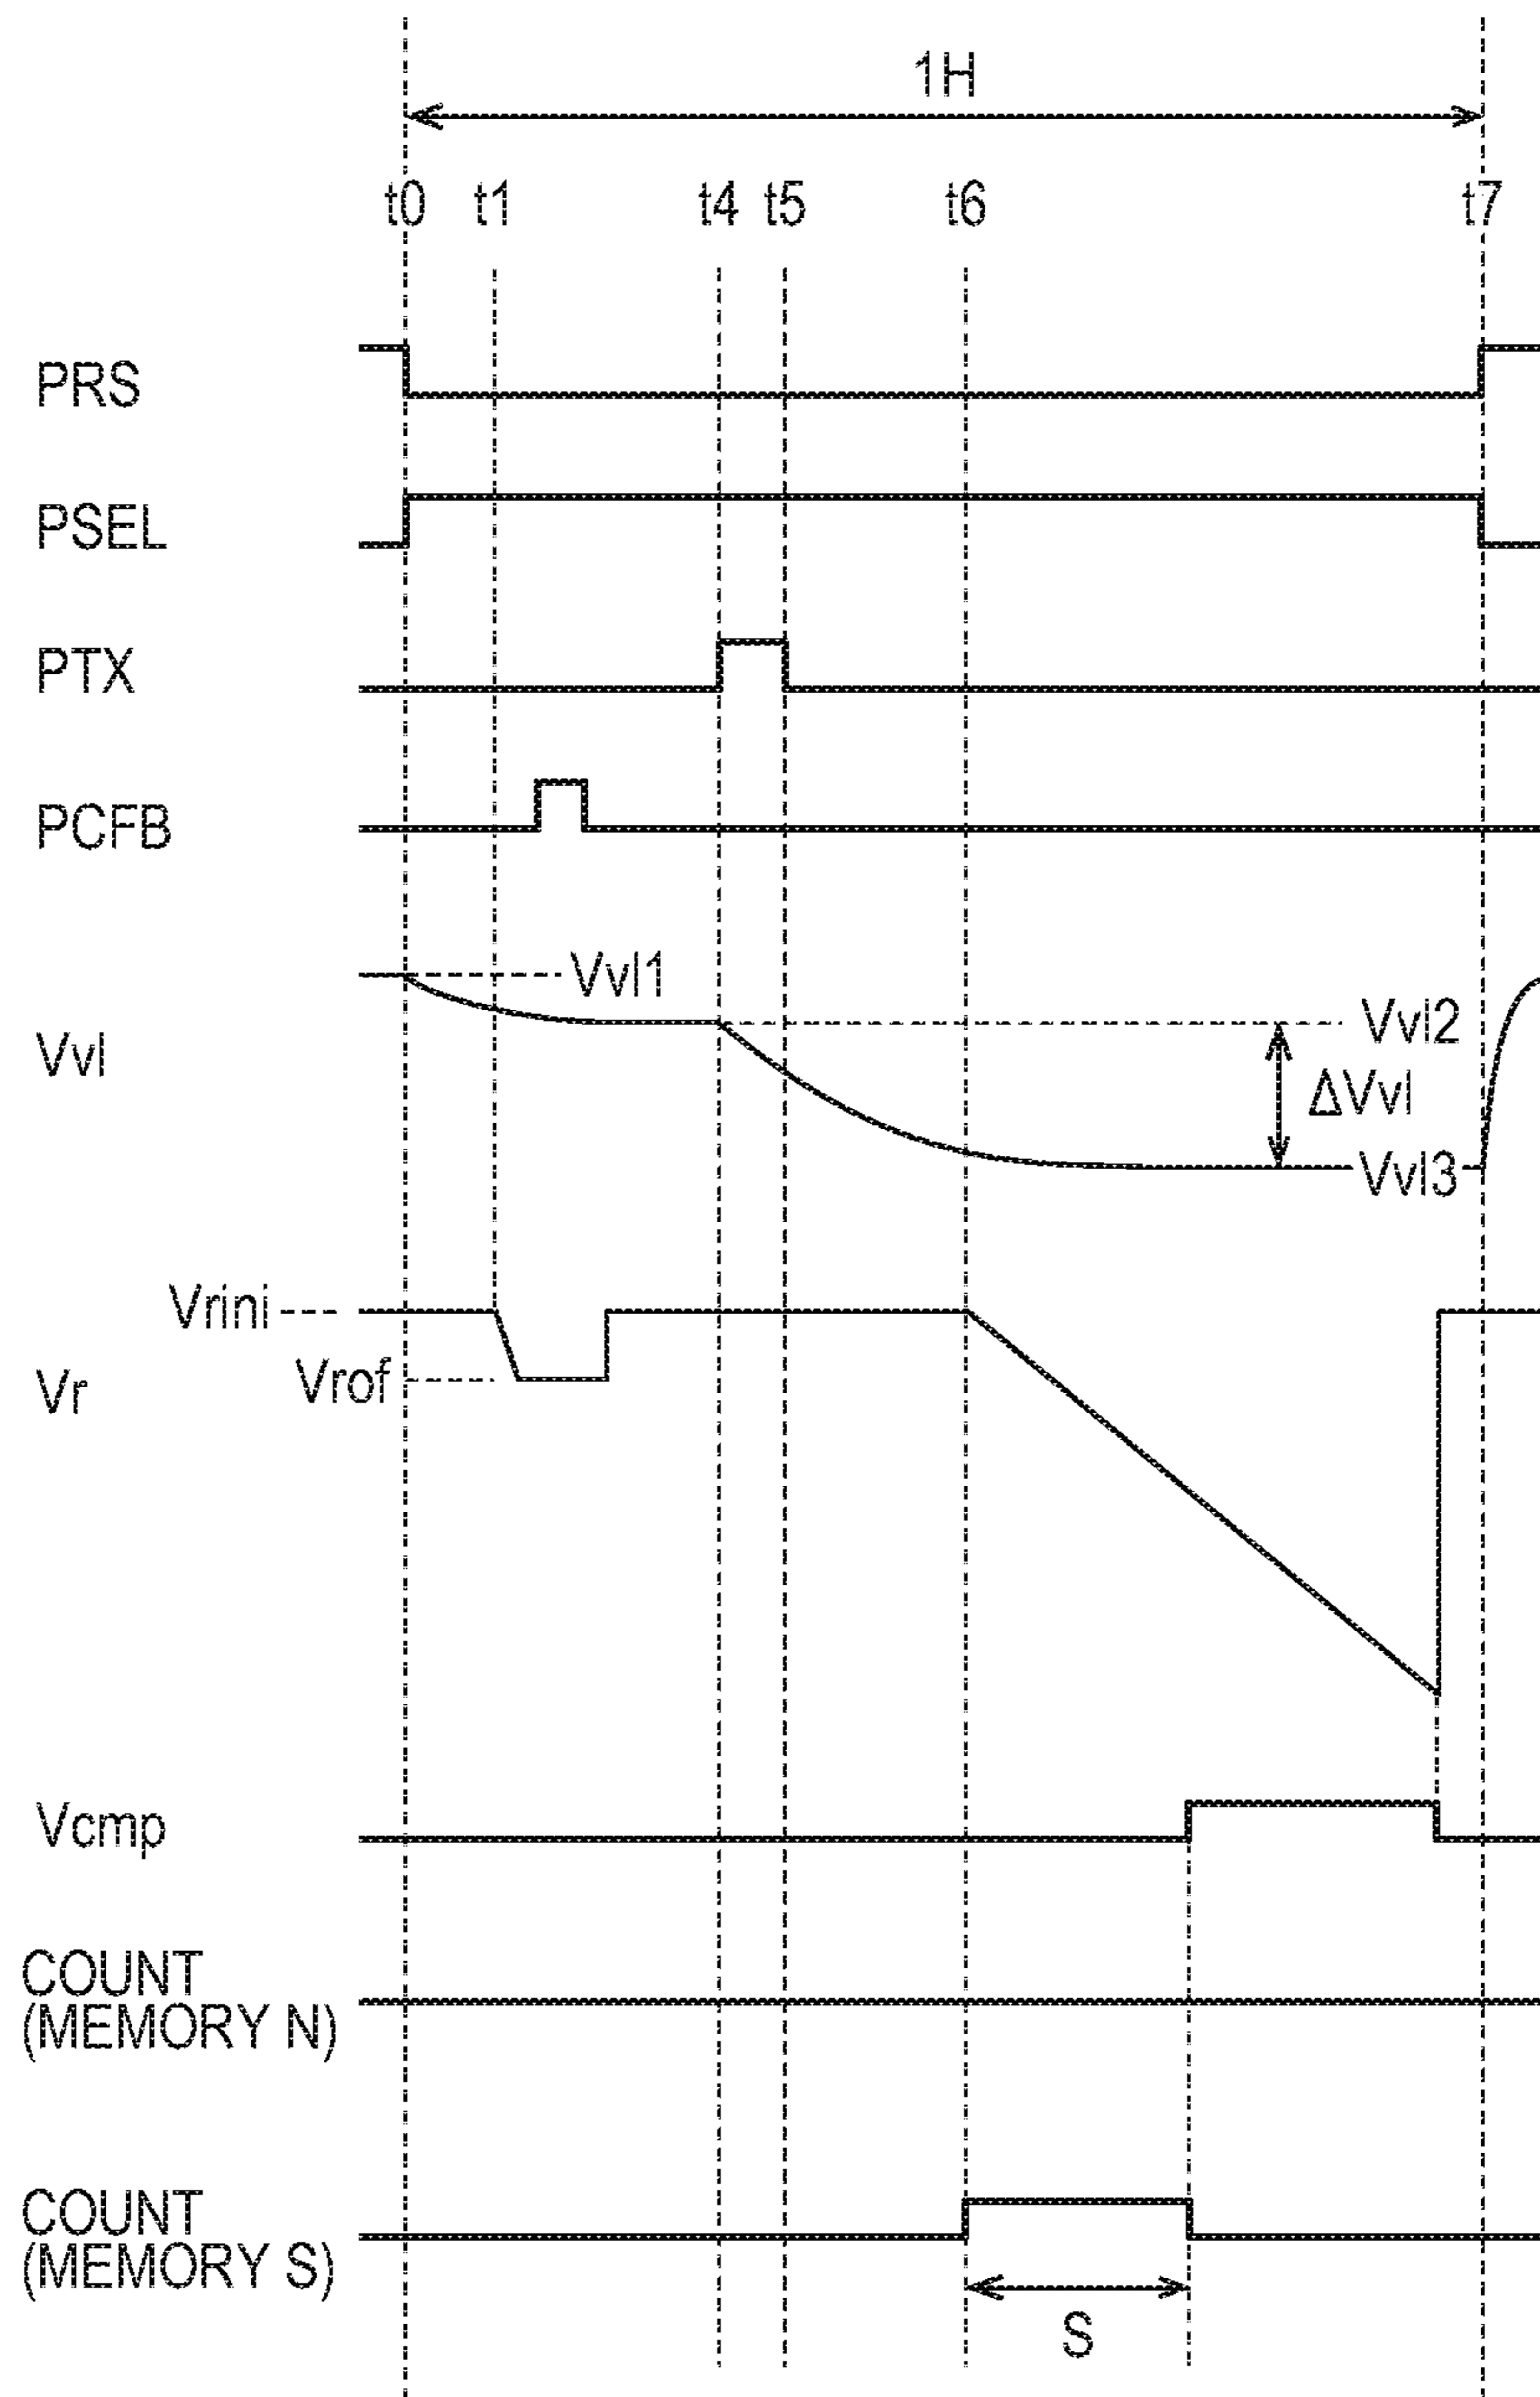 1H
t0 t1 t4 t5 t6 t7
PRS
PSEL
PTX
PCFB
Vvl1
Vvl2
Vvl
ΔVvl
Vvl3
Vrini
Vrof
Vr
Vcmp
COUNT
(MEMORY N)
COUNT
(MEMORY S)
S